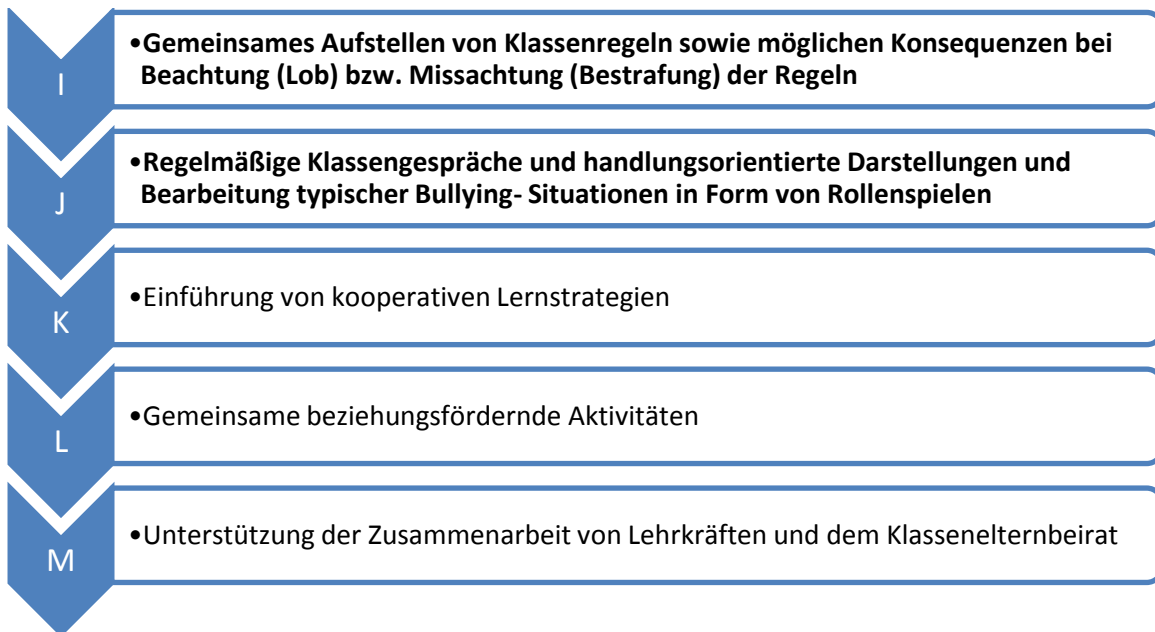 I
•Gemeinsames Aufstellen von Klassenregeln sowie möglichen Konsequenzen bei
Beachtung (Lob) bzw. Missachtung (Bestrafung) der Regeln
J
•Regelmäßige Klassengespräche und handlungsorientierte Darstellungen und
Bearbeitung typischer Bullying- Situationen in Form von Rollenspielen
K
•Einführung von kooperativen Lernstrategien
L
•Gemeinsame beziehungsfördernde Aktivitäten
M
•Unterstützung der Zusammenarbeit von Lehrkräften und dem Klassenelternbeirat